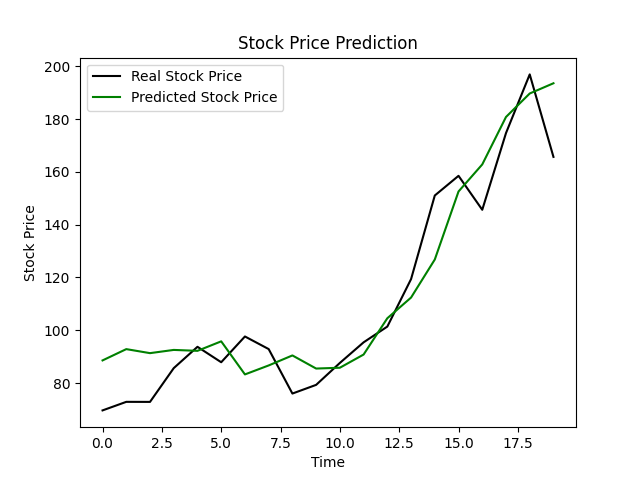 Stock Price Prediction
Real Stock Price
Predicted Stock Price
Stock Price
200
180
160
140
120
100
80
0.0 2.5 5.0 7.5 10.0 12.5 15.0 17.5
Time